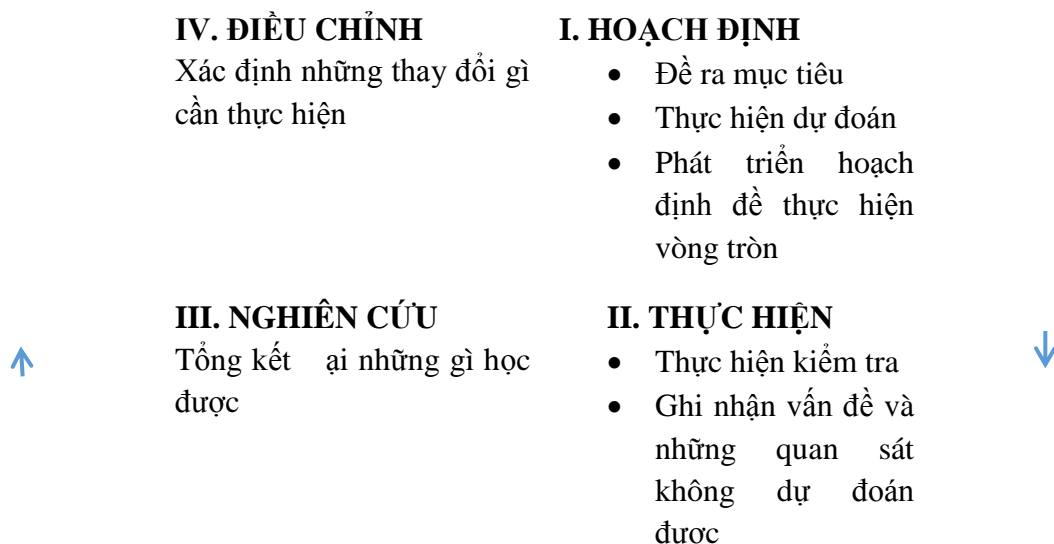 IV. ĐIỀU CHỈNH
Xác định những thay đổi gì
cần thực hiện
I. HOẠCH ĐỊNH
• Đề ra mục tiêu
• Thực hiện dự đoán
• Phát triển hoạch
định đề thực hiện
vòng tròn
III. NGHIÊN CỨU
Tổng kết ại những gì học
được
II. THỰC HIỆN
• Thực hiện kiểm tra
• Ghi nhận vấn đề và
những quan sát
không dự đoán
được